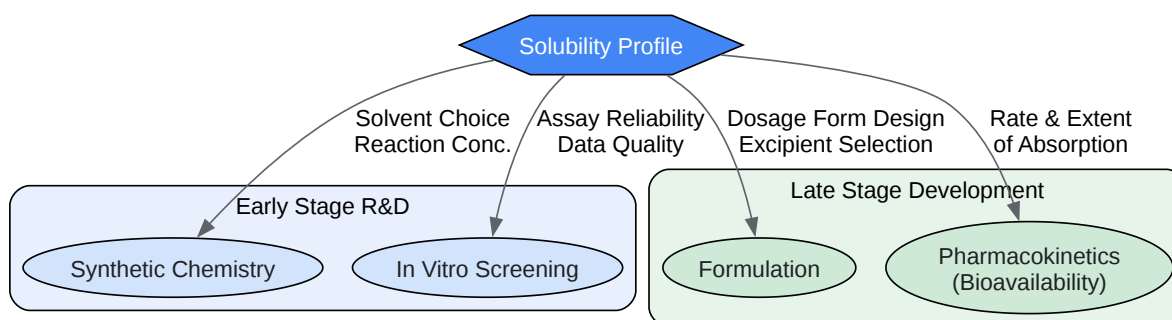 Solubility Profile
Solvent Choice
Reaction Conc.
Assay Reliability
Data Quality
Dosage Form Design
Excipient Selection
Rate & Extent
of Absorption
Early Stage R&D
Late Stage Development
Synthetic Chemistry
In Vitro Screening
Formulation
Pharmacokinetics
(Bioavailability)